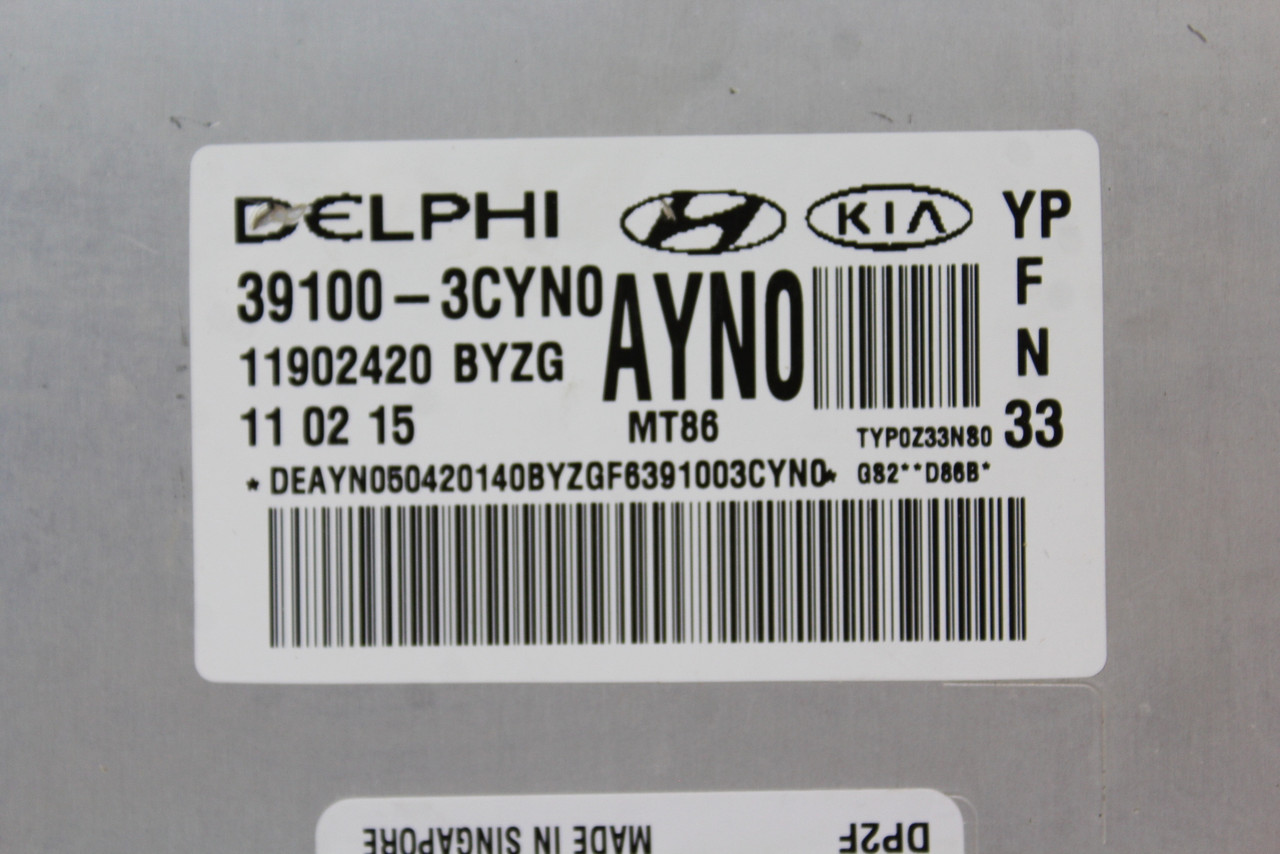 DELPHI KIA YP
39100-3CYN0 AYN0 F
11902420 BYZG N
11 02 15 MT86 TYP0Z33N80 33
*DEAYN050420140BYZGF6391003CYN0* G82**D86B*
MADE IN SINGAPORE DP2F